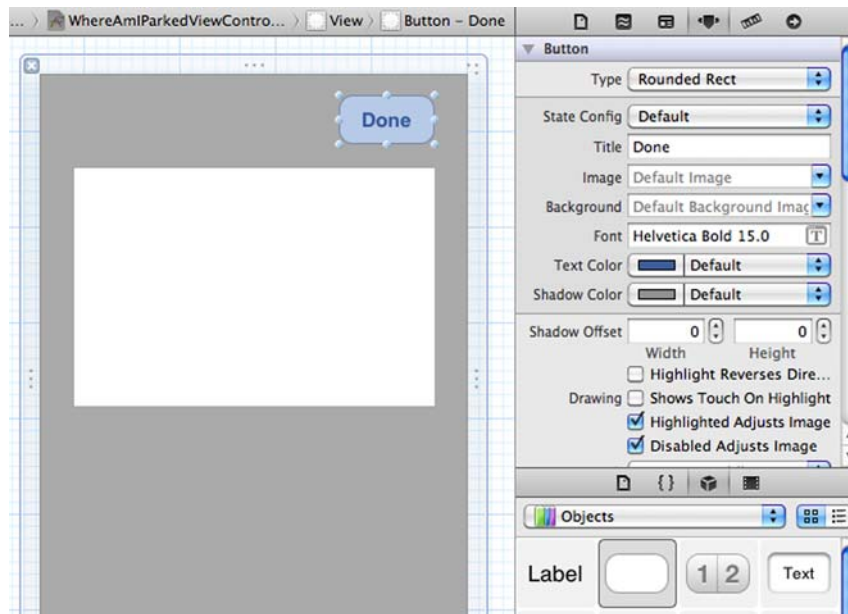 ... WhereAmIParkedViewContro... View Button – Done
Done
Button
Type Rounded Rect
State Config Default
Title Done
Image Default Image
Background Default Background Imag
Font Helvetica Bold 15.0 T
Text Color Default
Shadow Color Default
Shadow Offset 0 0
Width Height
Highlight Reverses Dire...
Drawing Shows Touch On Highlight
Highlighted Adjusts Image
Disabled Adjusts Image
{ }
Objects
Label 1 2 Text